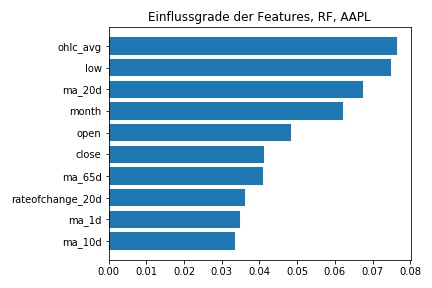 Einflussgrade der Features, RF, AAPL
ohlc_avg
low
ma_20d
month
open
close
ma_65d
rateofchange_20d
ma_1d
ma_10d
0.00 0.01 0.02 0.03 0.04 0.05 0.06 0.07 0.08